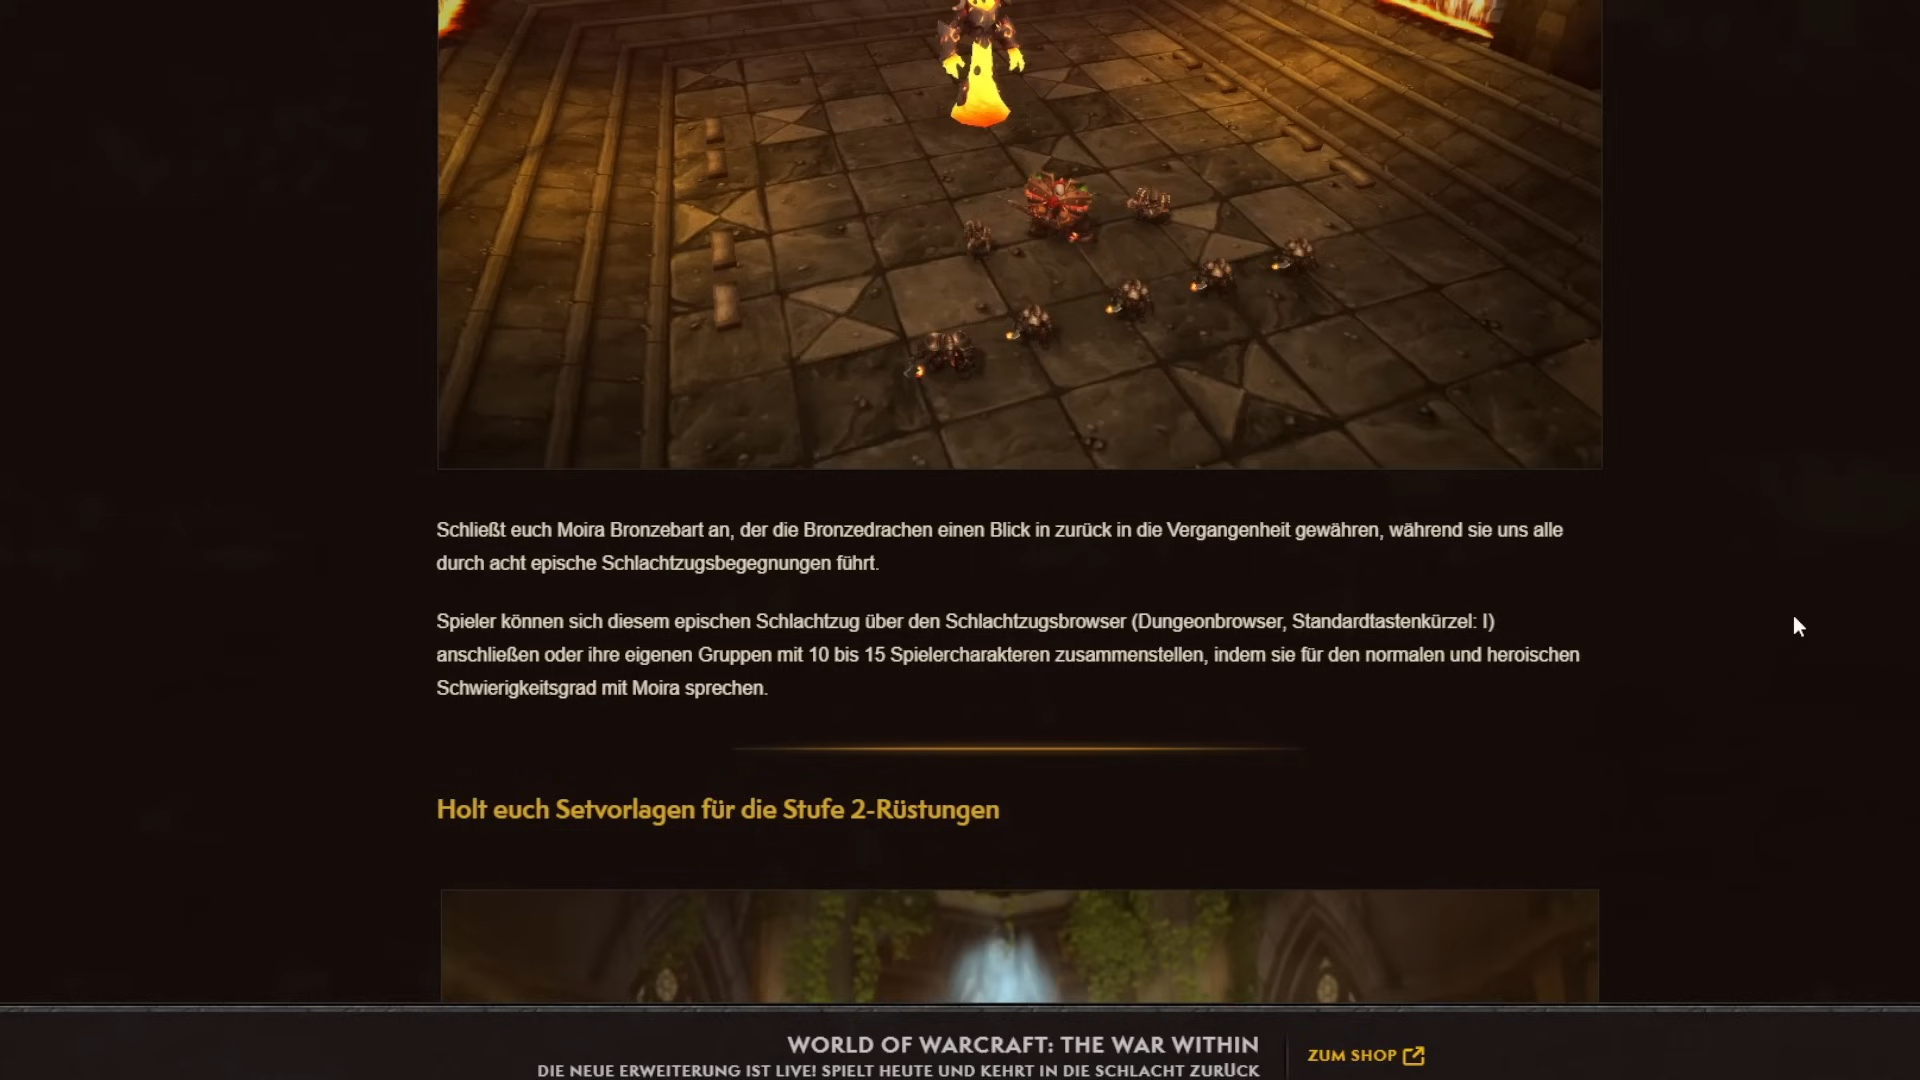 Schließt euch Moira Bronzebart an, der die Bronzedrachen einen Blick in zurück in die Vergangenheit gewähren, während sie uns alle
durch acht epische Schlachtzugsbegegnungen führt.
Spieler können sich diesem epischen Schlachtzug über den Schlachtzugsbrowser (Dungeonbrowser, Standardtastenkürzel: I)
anschließen oder ihre eigenen Gruppen mit 10 bis 15 Spielercharakteren zusammenstellen, indem sie für den normalen und heroischen
Schwierigkeitsgrad mit Moira sprechen.
Holt euch Setvorlagen für die Stufe 2-Rüstungen
WORLD OF WARCRAFT: THE WAR WITHIN
DIE NEUE ERWEITERUNG IST LIVE! SPIELT HEUTE UND KEHRT IN DIE SCHLACHT ZURÜCK
ZUM SHOP